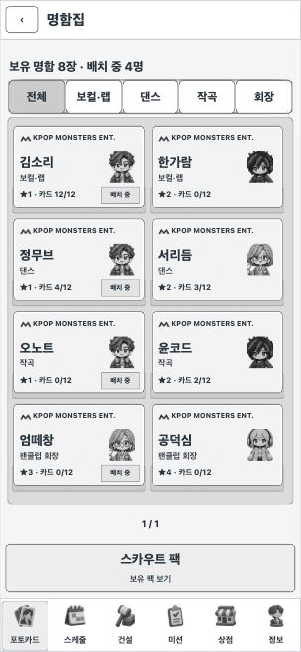 ‹ 명함집
보유 명함 8장 · 배치 중 4명
전체 보컬·랩 댄스 작곡 회장
KPOP MONSTERS ENT.
김소리
보컬·랩
★1 · 카드 12/12 배치 중
KPOP MONSTERS ENT.
한가람
보컬·랩
★2 · 카드 0/12
KPOP MONSTERS ENT.
정무브
댄스
★1 · 카드 4/12 배치 중
KPOP MONSTERS ENT.
서리듬
댄스
★2 · 카드 3/12
KPOP MONSTERS ENT.
오노트
작곡
★1 · 카드 0/12 배치 중
KPOP MONSTERS ENT.
윤코드
작곡
★2 · 카드 2/12
KPOP MONSTERS ENT.
엄떼창
팬클럽 회장
★3 · 카드 0/12 배치 중
KPOP MONSTERS ENT.
공덕심
팬클럽 회장
★4 · 카드 0/12
1 / 1
스카우트 팩
보유 팩 보기
포토카드 스케줄 건설 미션 상점 정보